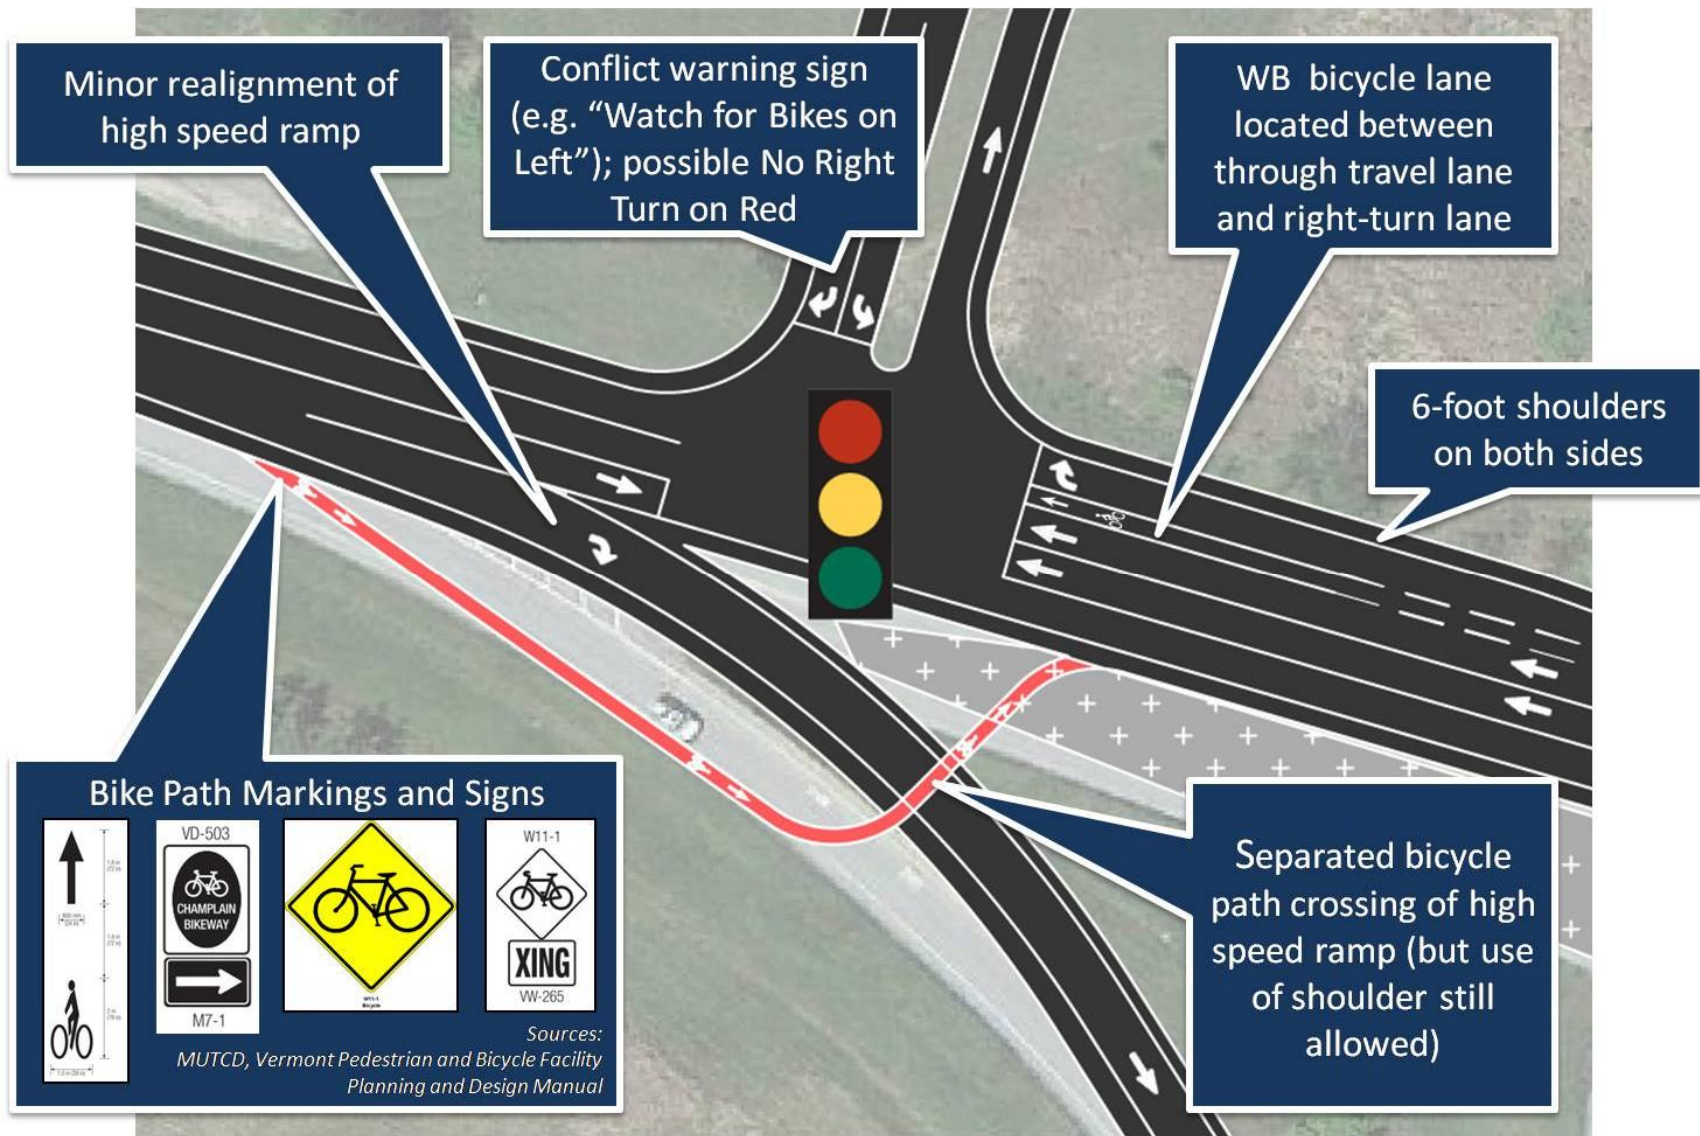 Minor realignment of
high speed ramp
Conflict warning sign
(e.g. “Watch for Bikes on
Left”); possible No Right
Turn on Red
WB bicycle lane
located between
through travel lane
and right-turn lane
6-foot shoulders
on both sides
Bike Path Markings and Signs
VD-503
CHAMPLAIN
BIKEWAY
M7-1
W11-1
Bicycle
W11-1
XING
VW-265
Sources:
MUTCD, Vermont Pedestrian and Bicycle Facility
Planning and Design Manual
Separated bicycle
path crossing of high
speed ramp (but use
of shoulder still
allowed)